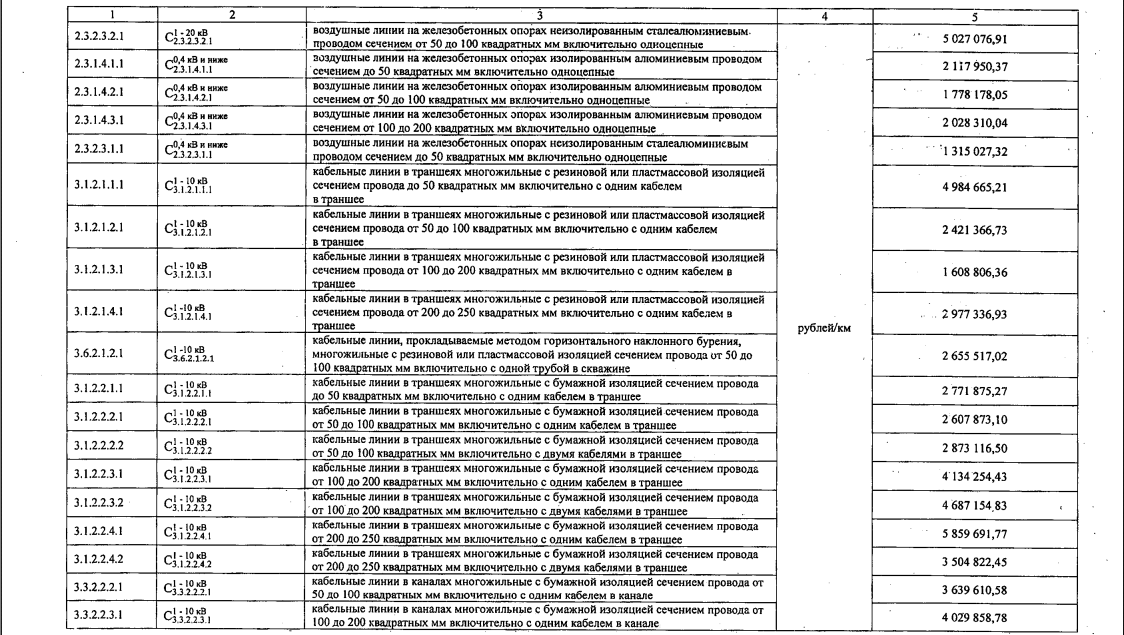 1 2 3 4 5
2.3.2.3.2.1 C 1 - 20 кВ 2.3.2.3.2.1 воздушные линии на железобетонных опорах неизолированным сталеалюминиевым
проводом сечением от 50 до 100 квадратных мм включительно одноцепные 5 027 076,91
2.3.1.4.1.1 C 0,4 кВ и ниже 2.3.1.4.1.1 воздушные линии на железобетонных опорах изолированным алюминиевым проводом
сечением до 50 квадратных мм включительно одноцепные 2 117 950,37
2.3.1.4.2.1 C 0,4 кВ и ниже 2.3.1.4.2.1 воздушные линии на железобетонных опорах изолированным алюминиевым проводом
сечением от 50 до 100 квадратных мм включительно одноцепные 1 778 178,05
2.3.1.4.3.1 C 0,4 кВ и ниже 2.3.1.4.3.1 воздушные линии на железобетонных опорах изолированным алюминиевым проводом
сечением от 100 до 200 квадратных мм включительно одноцепные 2 028 310,04
2.3.2.3.1.1 C 0,4 кВ и ниже 2.3.2.3.1.1 воздушные линии на железобетонных опорах неизолированным сталеалюминиевым
проводом сечением до 50 квадратных мм включительно одноцепные 1 315 027,32
3.1.2.1.1.1 C 1 - 10 кВ 3.1.2.1.1.1 кабельные линии в траншеях многожильные с резиновой или пластмассовой изоляцией
сечением провода до 50 квадратных мм включительно с одним кабелем 4 984 665,21
в траншее
3.1.2.1.2.1 C 1 - 10 кВ 3.1.2.1.2.1 кабельные линии в траншеях многожильные с резиновой или пластмассовой изоляцией
сечением провода от 50 до 100 квадратных мм включительно с одним кабелем 2 421 366,73
в траншее
3.1.2.1.3.1 C 1 - 10 кВ 3.1.2.1.3.1 кабельные линии в траншеях многожильные с резиновой или пластмассовой изоляцией
сечением провода от 100 до 200 квадратных мм включительно с одним кабелем в 1 608 806,36
траншее
3.1.2.1.4.1 C 1 -10 кВ 3.1.2.1.4.1 кабельные линии в траншеях многожильные с резиновой или пластмассовой изоляцией
сечением провода от 200 до 250 квадратных мм включительно с одним кабелем в 2 977 336,93
траншее
рублей/км
3.6.2.1.2.1 C 1 -10 кВ 3.6.2.1.2.1 кабельные линии, прокладываемые методом горизонтального наклонного бурения,
многожильные с резиновой или пластмассовой изоляцией сечением провода от 50 до 2 655 517,02
100 квадратных мм включительно с одной трубой в скважине
3.1.2.2.1.1 C 1 - 10 кВ 3.1.2.2.1.1 кабельные линии в траншеях многожильные с бумажной изоляцией сечением провода
до 50 квадратных мм включительно с одним кабелем в траншее 2 771 875,27
3.1.2.2.2.1 C 1 - 10 кВ 3.1.2.2.2.1 кабельные линии в траншеях многожильные с бумажной изоляцией сечением провода
от 50 до 100 квадратных мм включительно с одним кабелем в траншее 2 607 873,10
3.1.2.2.2.2 C 1 - 10 кВ 3.1.2.2.2.2 кабельные линии в траншеях многожильные с бумажной изоляцией сечением провода
от 50 до 100 квадратных мм включительно с двумя кабелями в траншее 2 873 116,50
3.1.2.2.3.1 C 1 - 10 кВ 3.1.2.2.3.1 кабельные линии в траншеях многожильные с бумажной изоляцией сечением провода
от 100 до 200 квадратных мм включительно с одним кабелем в траншее 4 134 254,43
3.1.2.2.3.2 C 1 - 10 кВ 3.1.2.2.3.2 кабельные линии в траншеях многожильные с бумажной изоляцией сечением провода
от 100 до 200 квадратных мм включительно с двумя кабелями в траншее 4 687 154,83
3.1.2.2.4.1 C 1 - 10 кВ 3.1.2.2.4.1 кабельные линии в траншеях многожильные с бумажной изоляцией сечением провода
от 200 до 250 квадратных мм включительно с одним кабелем в траншее 5 859 691,77
3.1.2.2.4.2 C 1 - 10 кВ 3.1.2.2.4.2 кабельные линии в траншеях многожильные с бумажной изоляцией сечением провода
от 200 до 250 квадратных мм включительно с двумя кабелями в траншее 3 504 822,45
3.3.2.2.2.1 C 1 - 10 кВ 3.3.2.2.2.1 кабельные линии в каналах многожильные с бумажной изоляцией сечением провода от
50 до 100 квадратных мм включительно с одним кабелем в канале 3 639 610,58
3.3.2.2.3.1 C 1 - 10 кВ 3.3.2.2.3.1 кабельные линии в каналах многожильные с бумажной изоляцией сечением провода от
100 до 200 квадратных мм включительно с одним кабелем в канале 4 029 858,78